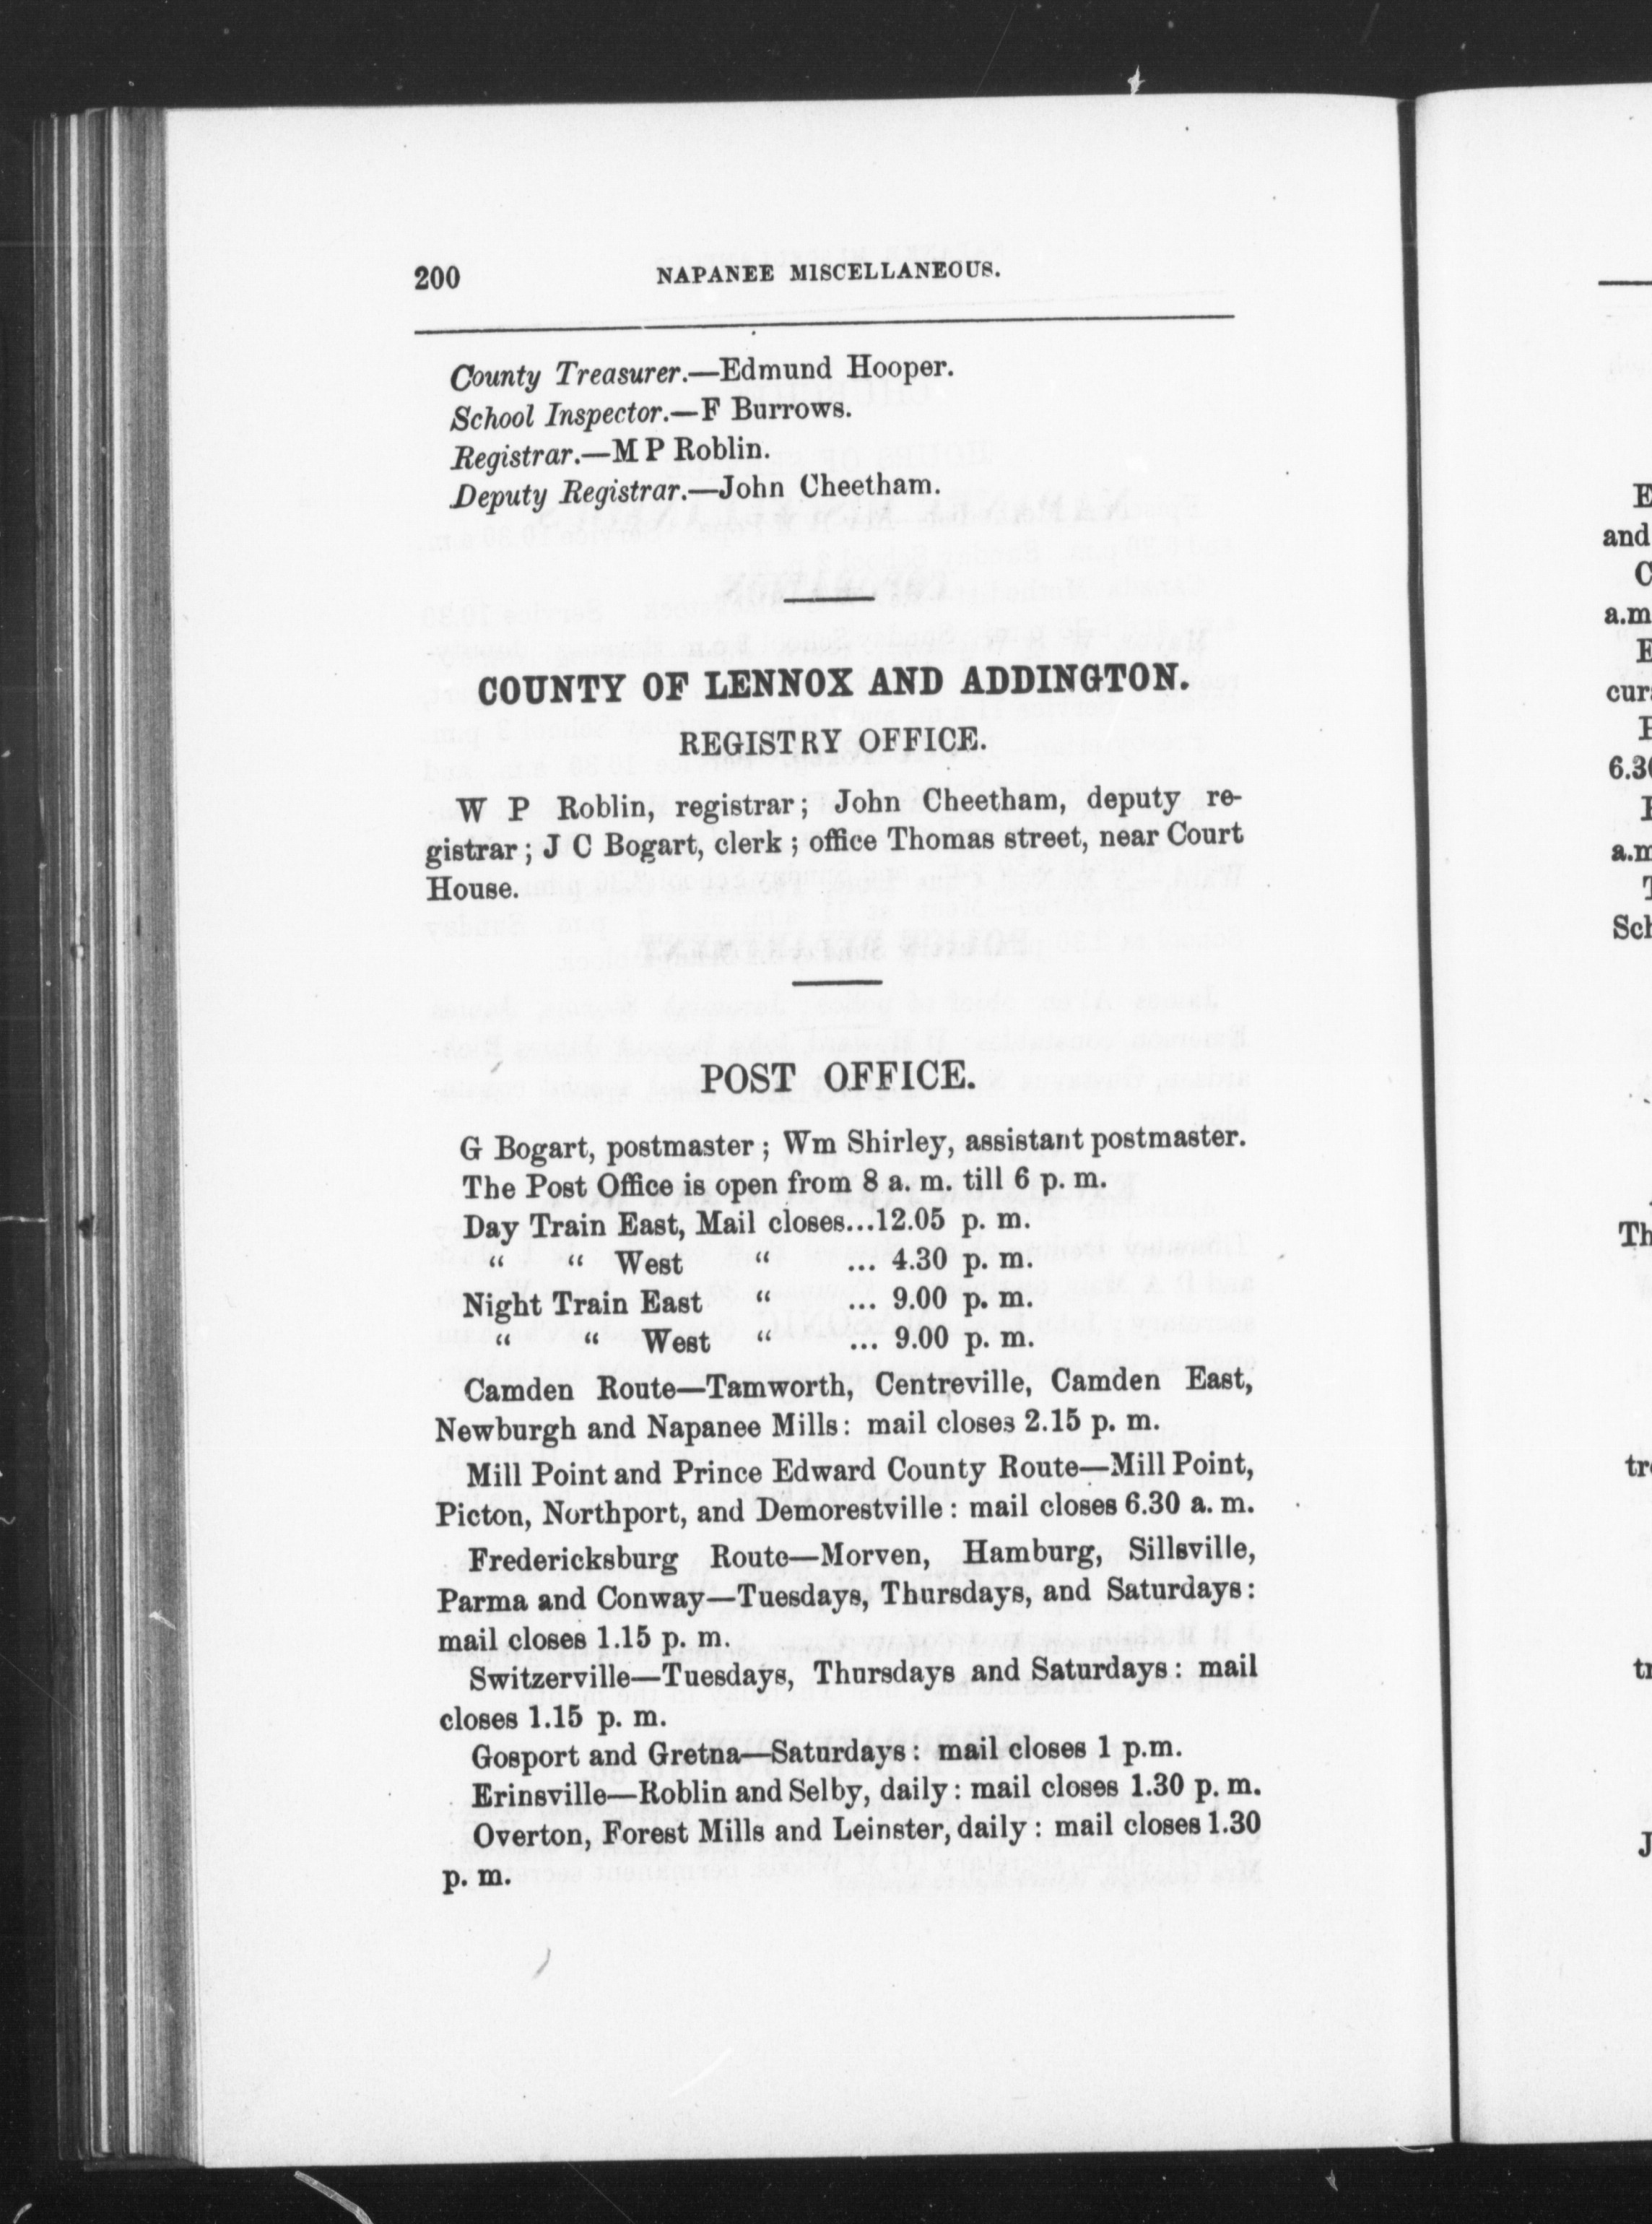 200 NAPANEE MISCELLANEOUS.
County Treasurer.—Edmund Hooper.
School Inspector.—F Burrows.
Registrar.—M P Roblin.
Deputy Registrar.—John Cheetham.
COUNTY OF LENNOX AND ADDINGTON.
REGISTRY OFFICE.
W P Roblin, registrar; John Cheetham, deputy re-
gistrar; J C Bogart, clerk; office Thomas street, near Court
House.
POST OFFICE.
G Bogart, postmaster; Wm Shirley, assistant postmaster.
The Post Office is open from 8 a. m. till 6 p. m.
Day Train East, Mail closes...12.05 p. m.
“ “ West “ ... 4.30 p. m.
Night Train East “ ... 9.00 p. m.
“ “ West “ ... 9.00 p. m.
Camden Route—Tamworth, Centreville, Camden East,
Newburgh and Napanee Mills: mail closes 2.15 p. m.
Mill Point and Prince Edward County Route—Mill Point,
Picton, Northport, and Demorestville: mail closes 6.30 a. m.
Fredericksburg Route—Morven, Hamburg, Sillsville,
Parma and Conway—Tuesdays, Thursdays, and Saturdays:
mail closes 1.15 p. m.
Switzerville—Tuesdays, Thursdays and Saturdays: mail
closes 1.15 p. m.
Gosport and Gretna—Saturdays: mail closes 1 p.m.
Erinsville—Roblin and Selby, daily: mail closes 1.30 p. m.
Overton, Forest Mills and Leinster, daily: mail closes 1.30
p. m.